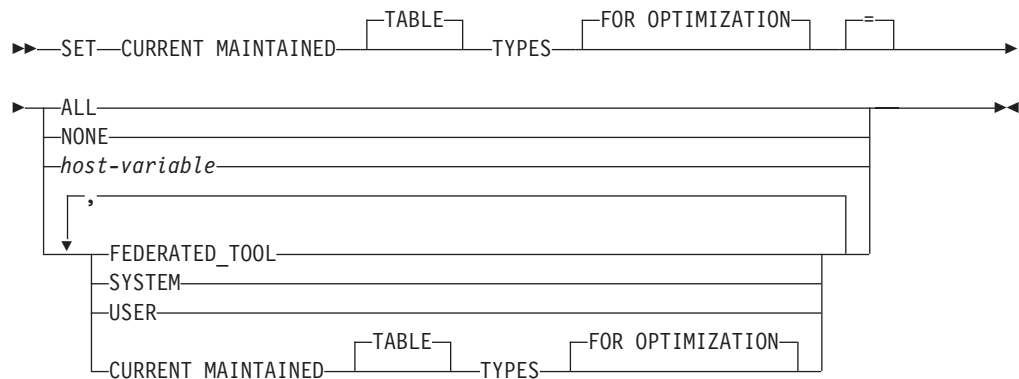 TABLE FOR OPTIMIZATION =
SET CURRENT MAINTAINED TYPES
ALL
NONE
host-variable
,
FEDERATED_TOOL
SYSTEM
USER
TABLE FOR OPTIMIZATION
CURRENT MAINTAINED TYPES